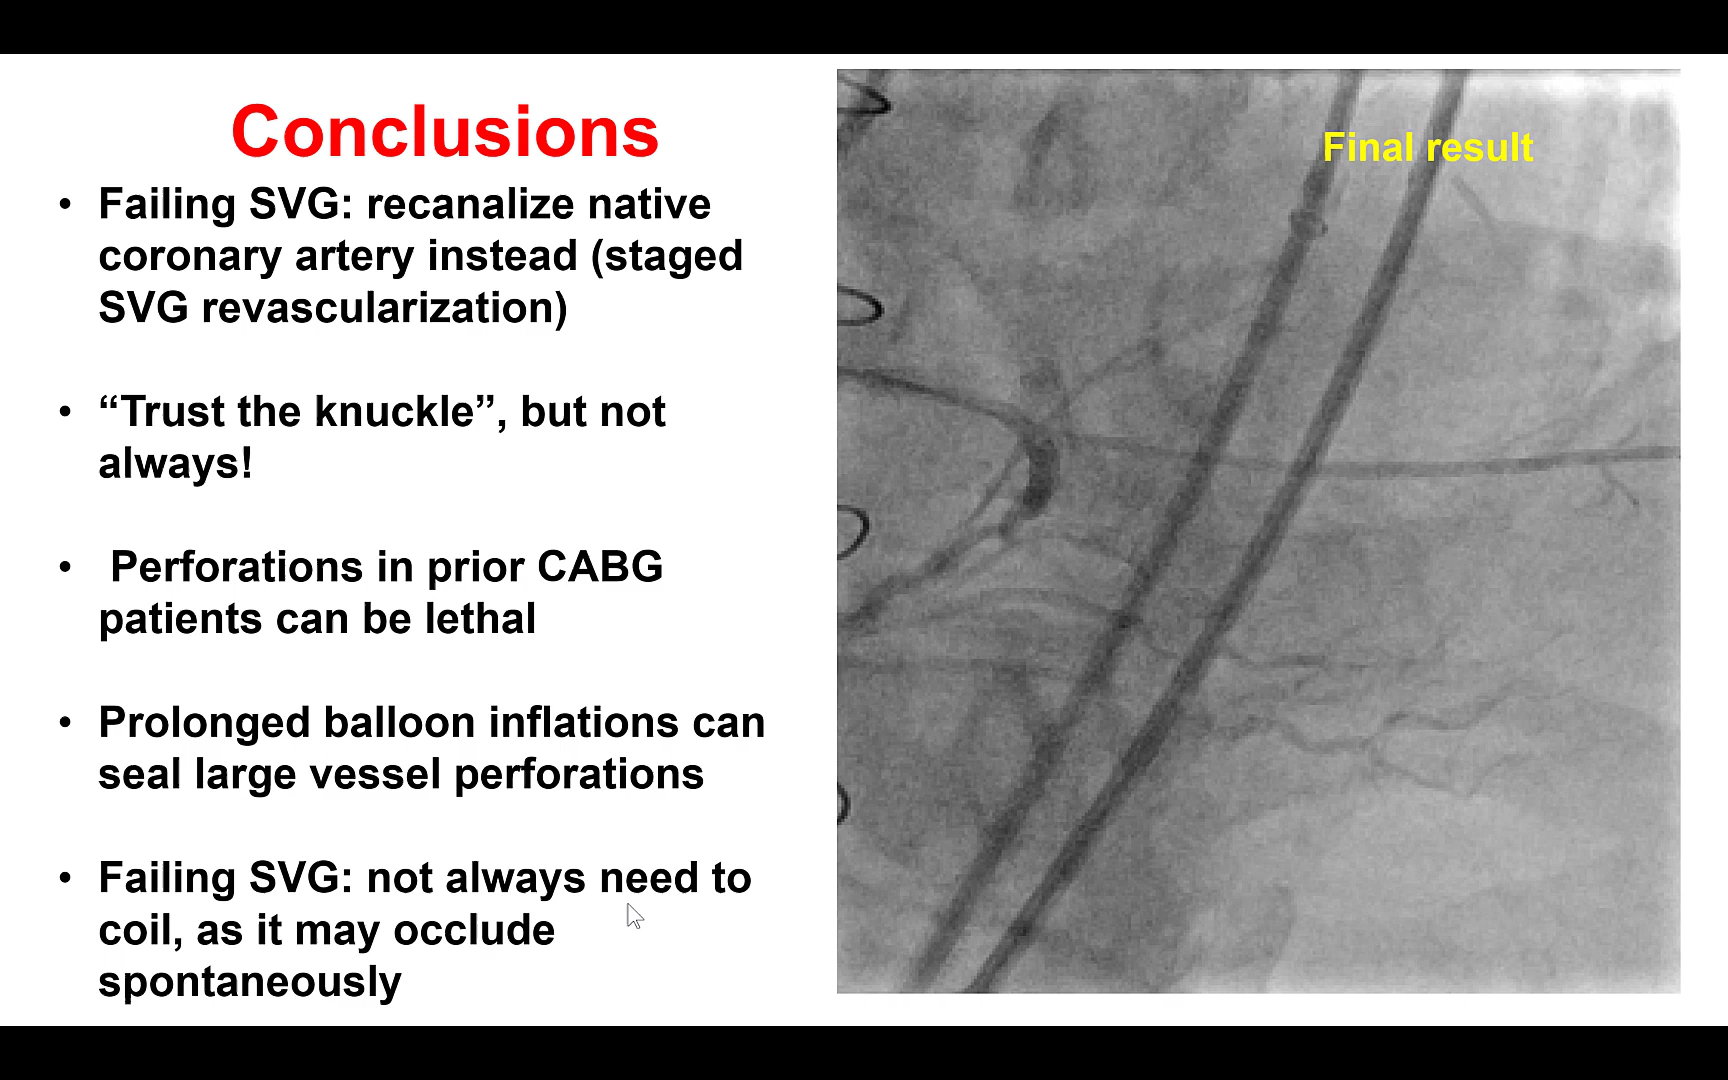 Conclusions
• Failing SVG: recanalize native
coronary artery instead (staged
SVG revascularization)
• “Trust the knuckle”, but not
always!
• Perforations in prior CABG
patients can be lethal
• Prolonged balloon inflations can
seal large vessel perforations
• Failing SVG: not always need to
coil, as it may occlude
spontaneously
Final result